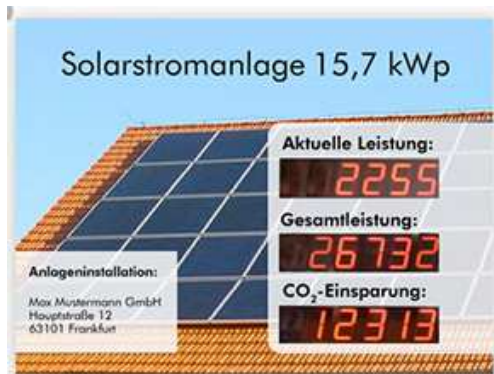 Solarstromanlage 15,7 kWp
Aktuelle Leistung:
2255
Gesamtleistung:
26732
CO₂-Einsparung:
12313
Anlageninstallation:
Max Mustermann GmbH
Hauptstraße 12
63101 Frankfurt